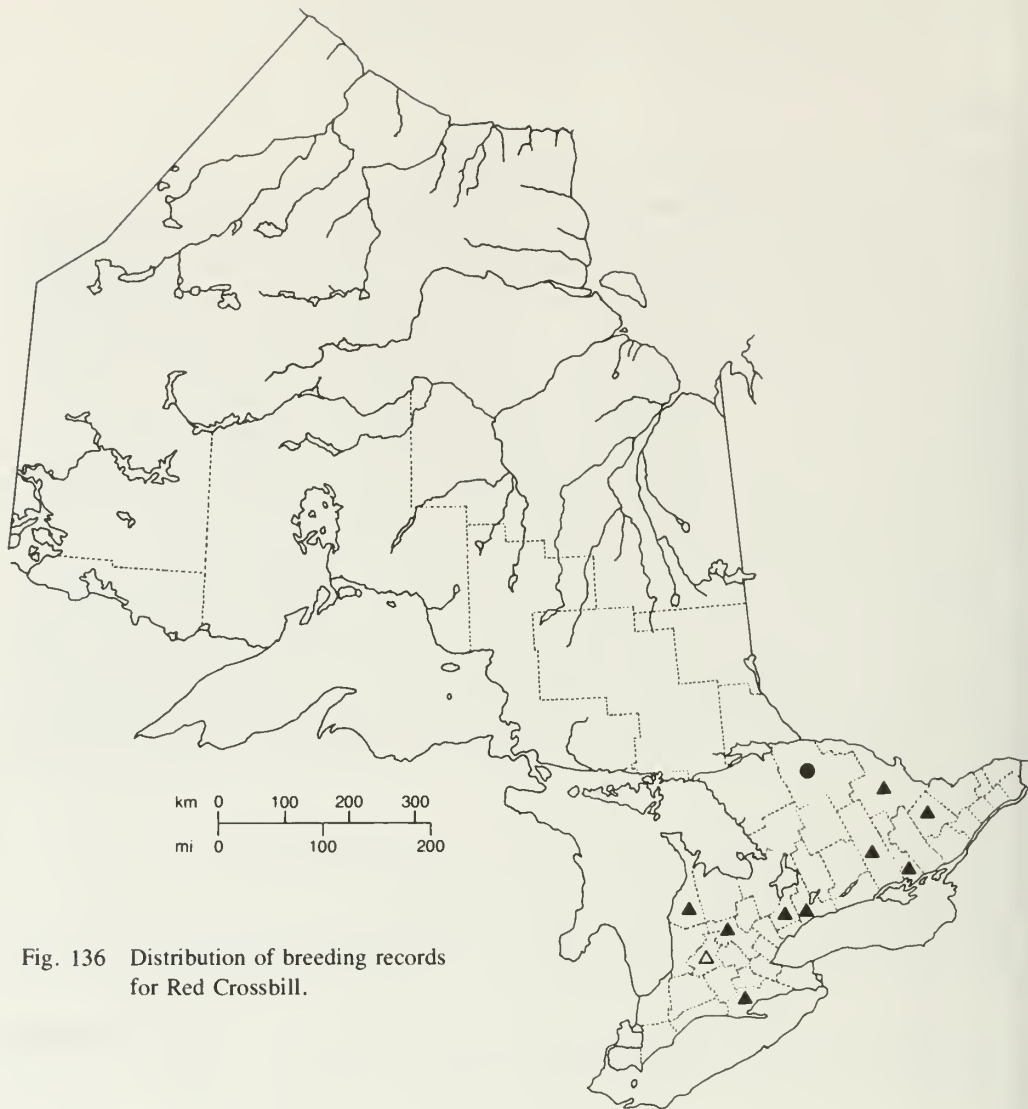 km 0 100 200 300
mi 0 100 200
Fig. 136 Distribution of breeding records
for Red Crossbill.